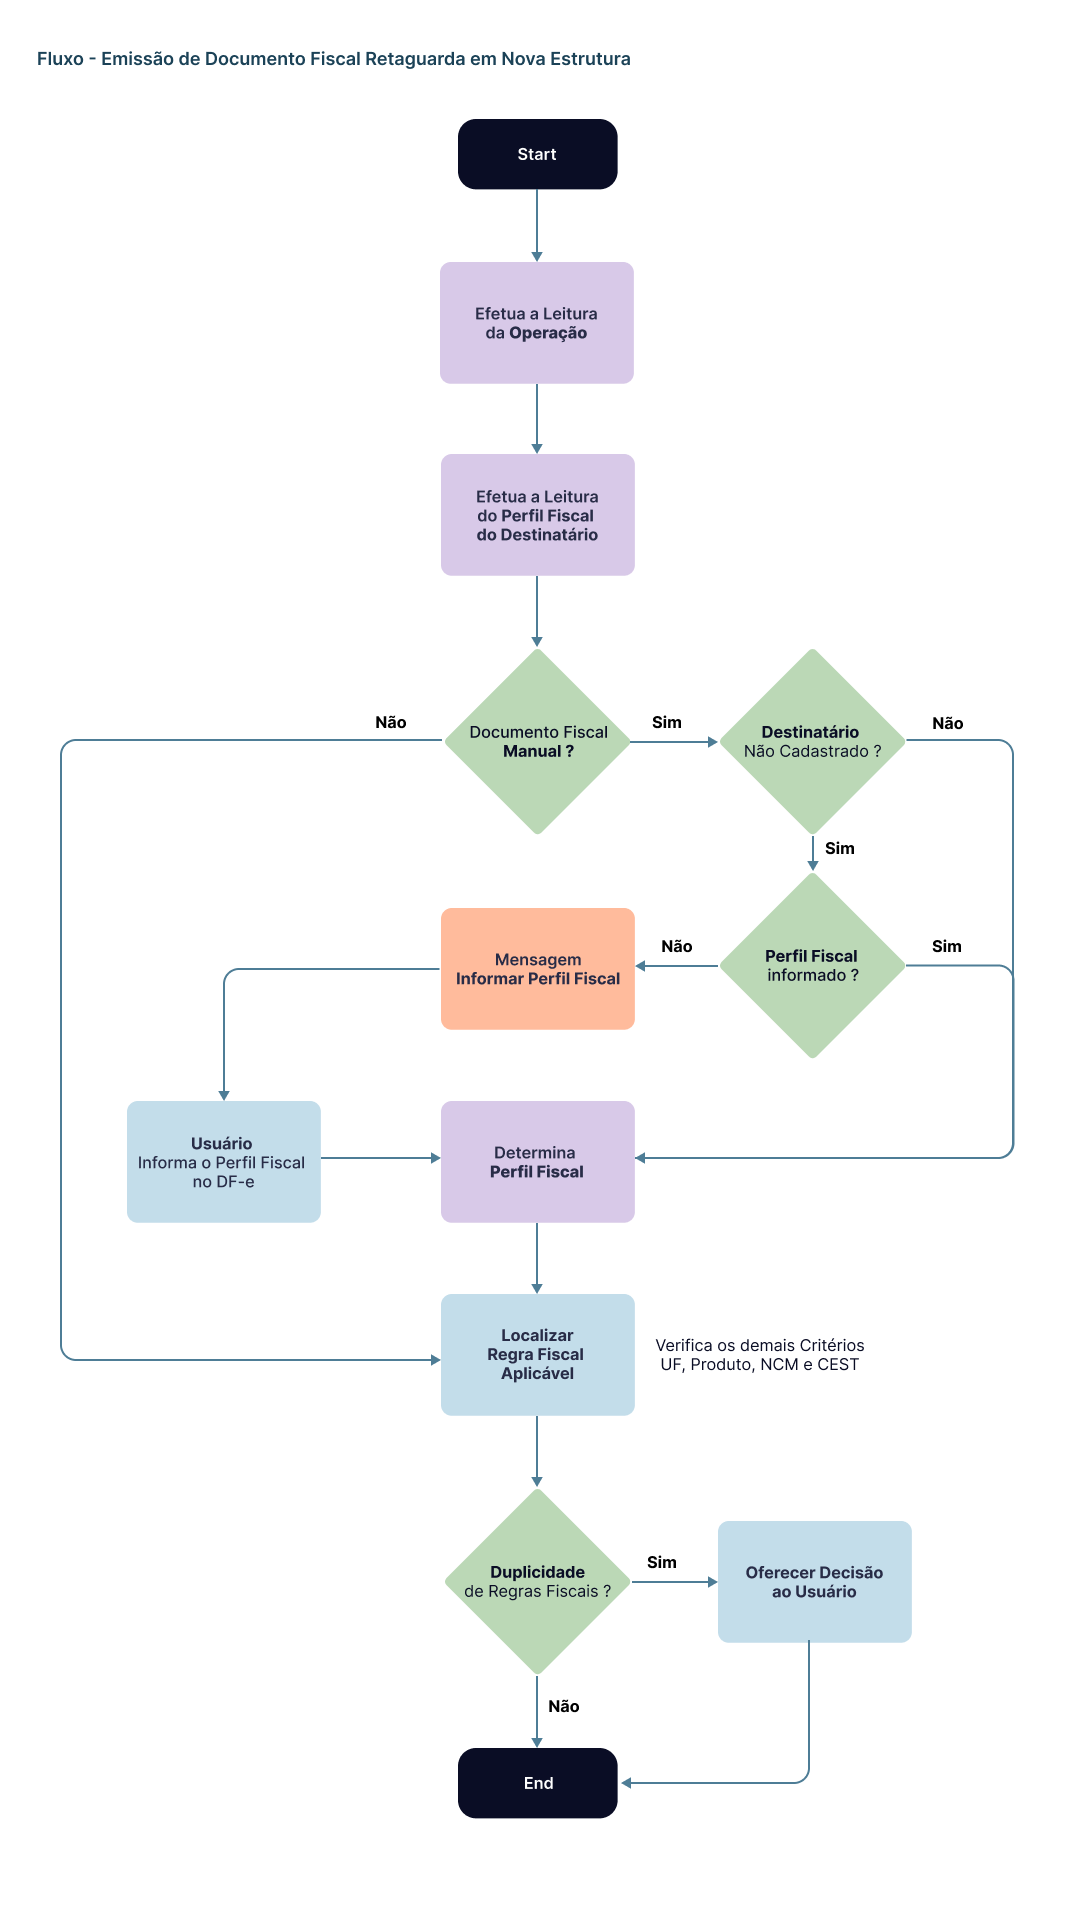 Fluxo - Emissão de Documento Fiscal Retaguarda em Nova Estrutura
Start
Efetua a Leitura
da Operação
Efetua a Leitura
do Perfil Fiscal
do Destinatário
Não
Documento Fiscal
Manual ?
Sim
Destinatário
Não Cadastrado ?
Não
Sim
Mensagem
Informar Perfil Fiscal
Não
Perfil Fiscal
informado ?
Sim
Usuário
Informa o Perfil Fiscal
no DF-e
Determina
Perfil Fiscal
Localizar
Regra Fiscal
Aplicável
Verifica os demais Critérios
UF, Produto, NCM e CEST
Duplicidade
de Regras Fiscais ?
Sim
Oferecer Decisão
ao Usuário
Não
End